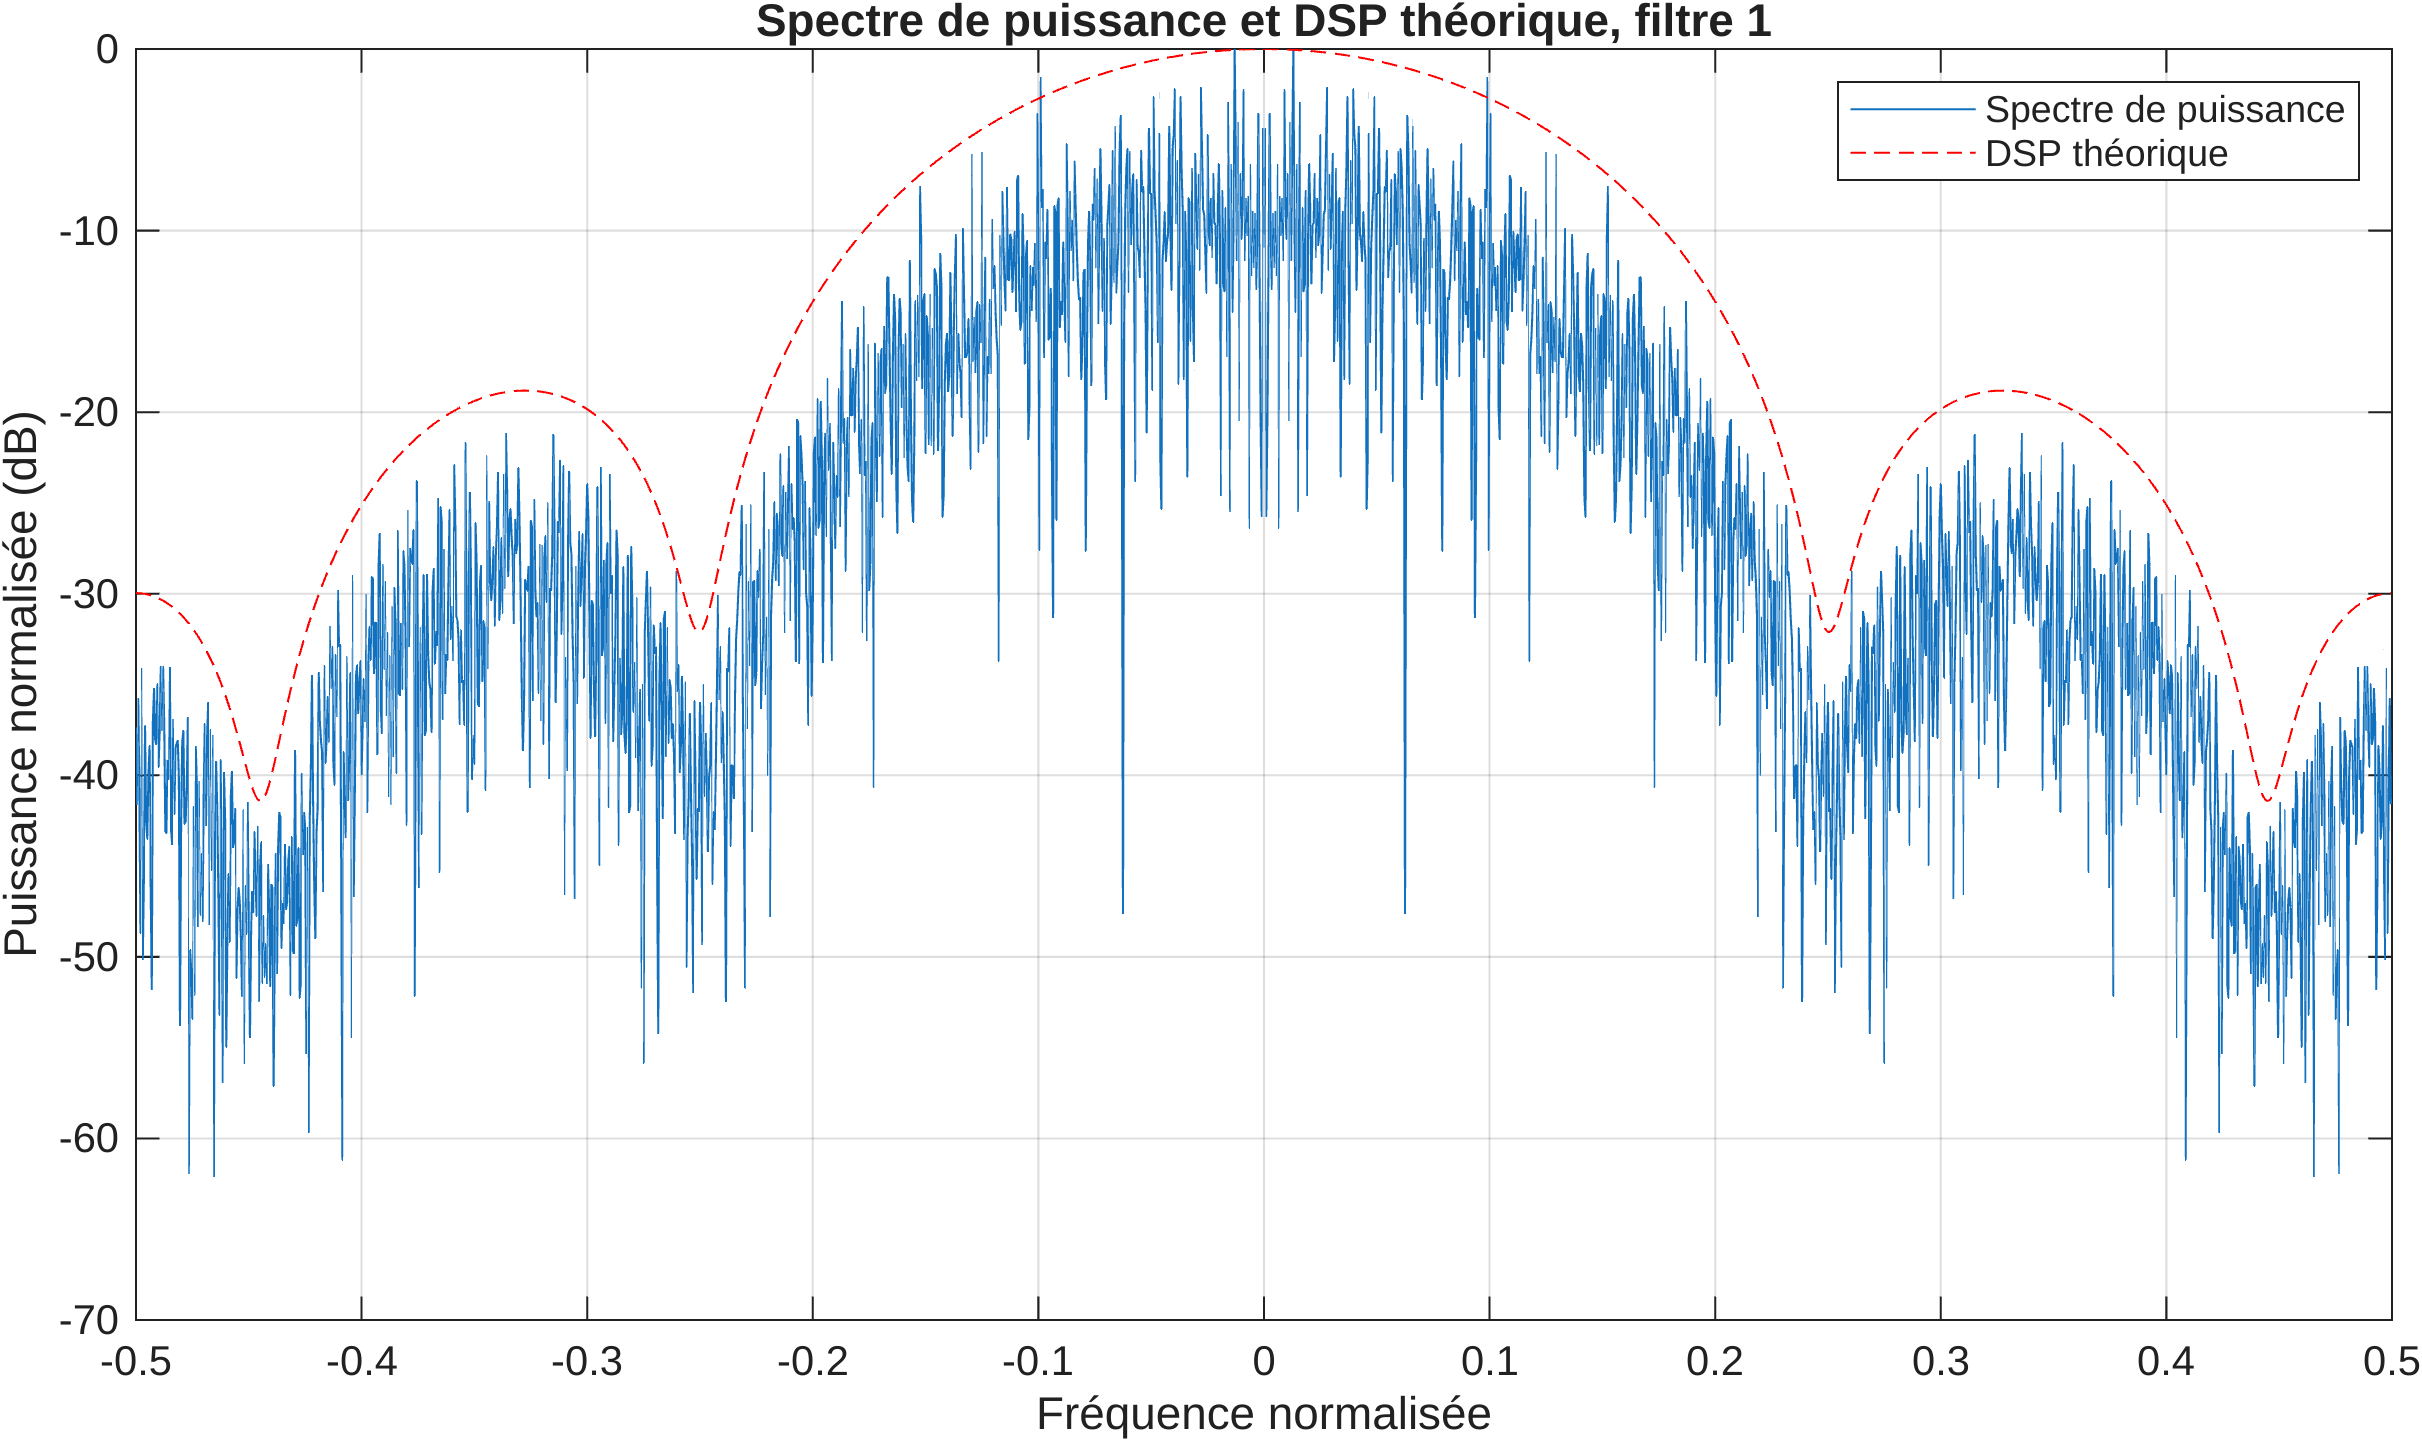 Spectre de puissance et DSP théorique, filtre 1
Spectre de puissance
DSP théorique
Puissance normalisée (dB)
0
-10
-20
-30
-40
-50
-60
-70
-0.5 -0.4 -0.3 -0.2 -0.1 0 0.1 0.2 0.3 0.4 0.5
Fréquence normalisée